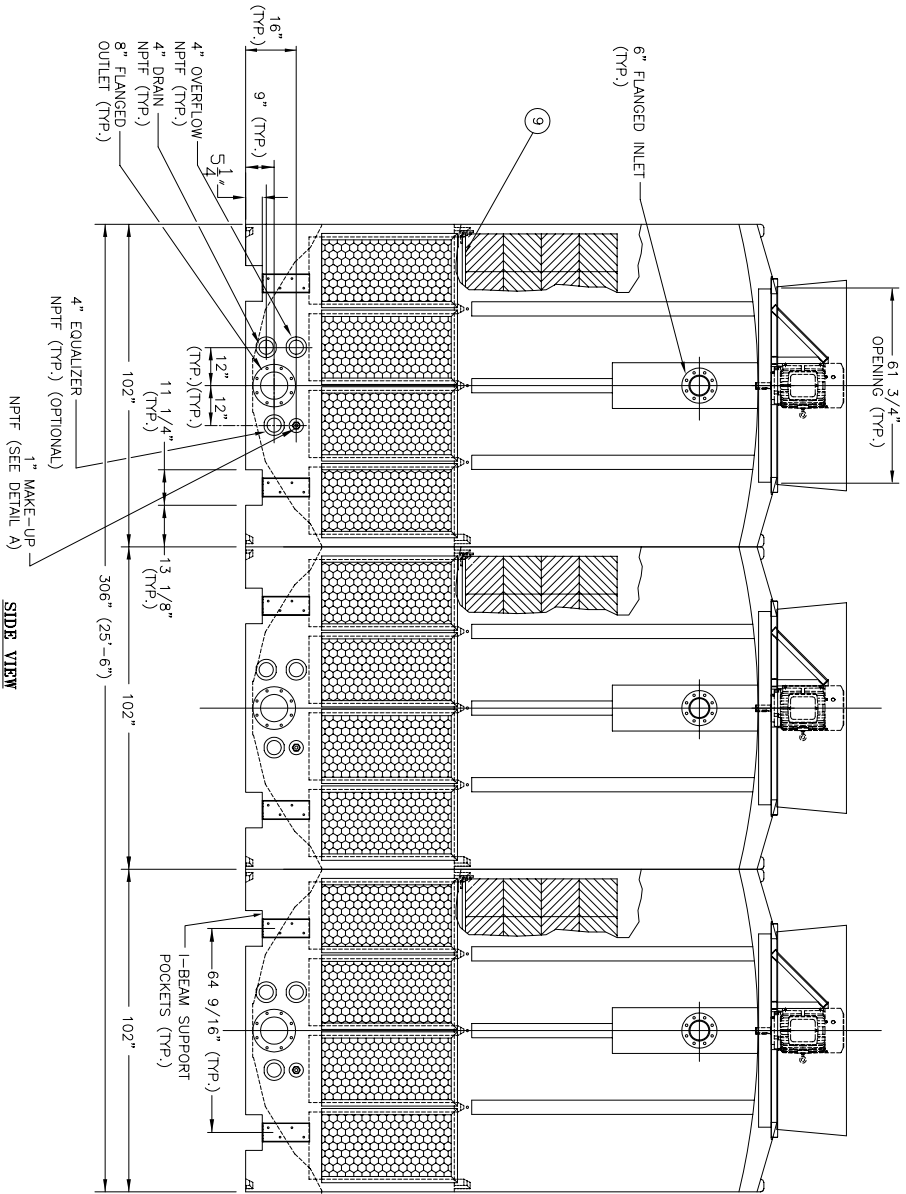 61 3/4"
OPENING (TYP.)
6" FLANGED INLET
(TYP.)
9
16"
(TYP.)
9" (TYP.)
5 1/4"
4" OVERFLOW
NPTF (TYP.)
4" DRAIN
NPTF (TYP.)
8" FLANGED
OUTLET (TYP.)
12"
(TYP.)
12"
(TYP.)
11 1/4"
(TYP.)
13 1/8"
(TYP.)
4" EQUALIZER
NPTF (TYP.) (OPTIONAL)
1" MAKE-UP
NPTF (SEE DETAIL A)
I-BEAM SUPPORT
POCKETS (TYP.)
64 9/16" (TYP.)
102"
102"
102"
306" (25'-6")
SIDE VIEW